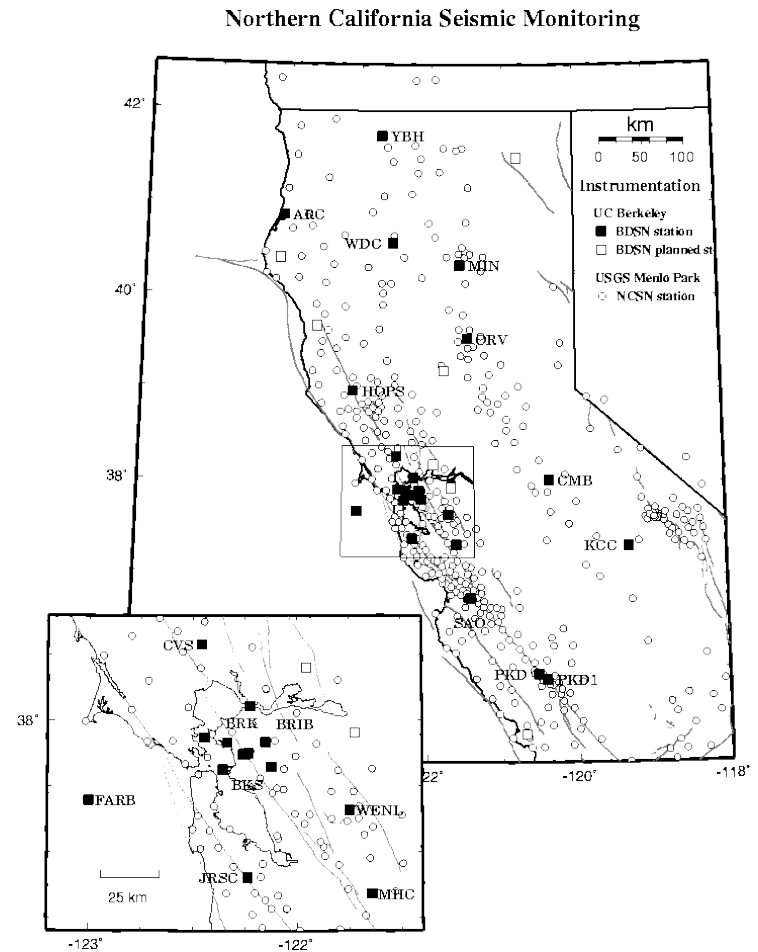 Northern California Seismic Monitoring
42°
km
YBH
0 50 100
Instrumentation
UC Berkeley
ARC
BDSN station
WDC
BDSN planned st
MIN
USGS Menlo Park
40°
NCSN station
ORV
HOPS
38°
CMB
KCC
SAO
CVS
PKD PKD1
38°
BRK BRIB
22° -120° -118°
BKS
FARB
WENL
JRSC
25 km
MHC
-123° -122°